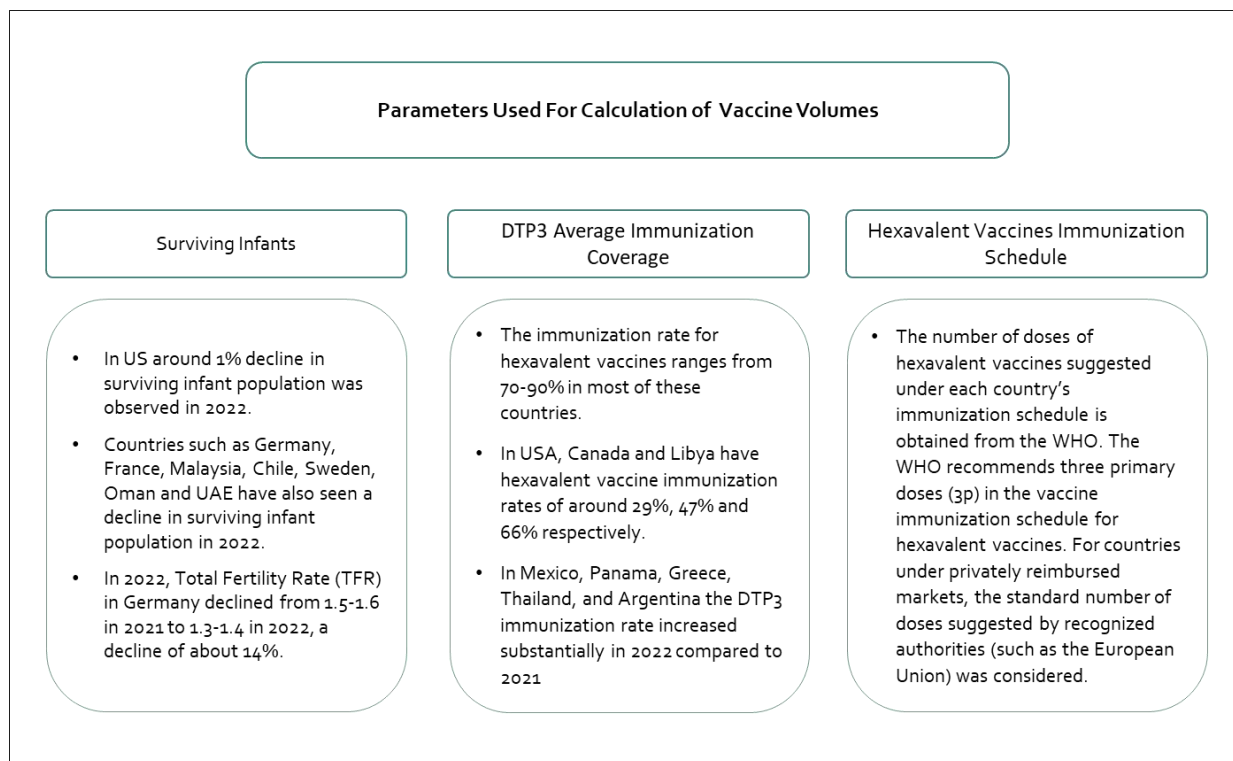 Parameters Used For Calculation of Vaccine Volumes
Surviving Infants
• In US around 1% decline in
surviving infant population was
observed in 2022.
• Countries such as Germany,
France, Malaysia, Chile, Sweden,
Oman and UAE have also seen a
decline in surviving infant
population in 2022.
• In 2022, Total Fertility Rate (TFR)
in Germany declined from 1.5-1.6
in 2021 to 1.3-1.4 in 2022, a
decline of about 14%.
DTP3 Average Immunization
Coverage
• The immunization rate for
hexavalent vaccines ranges from
70-90% in most of these
countries.
• In USA, Canada and Libya have
hexavalent vaccine immunization
rates of around 29%, 47% and
66% respectively.
• In Mexico, Panama, Greece,
Thailand, and Argentina the DTP3
immunization rate increased
substantially in 2022 compared to
2021
Hexavalent Vaccines Immunization
Schedule
• The number of doses of
hexavalent vaccines suggested
under each country’s
immunization schedule is
obtained from the WHO. The
WHO recommends three primary
doses (3p) in the vaccine
immunization schedule for
hexavalent vaccines. For countries
under privately reimbursed
markets, the standard number of
doses suggested by recognized
authorities (such as the European
Union) was considered.